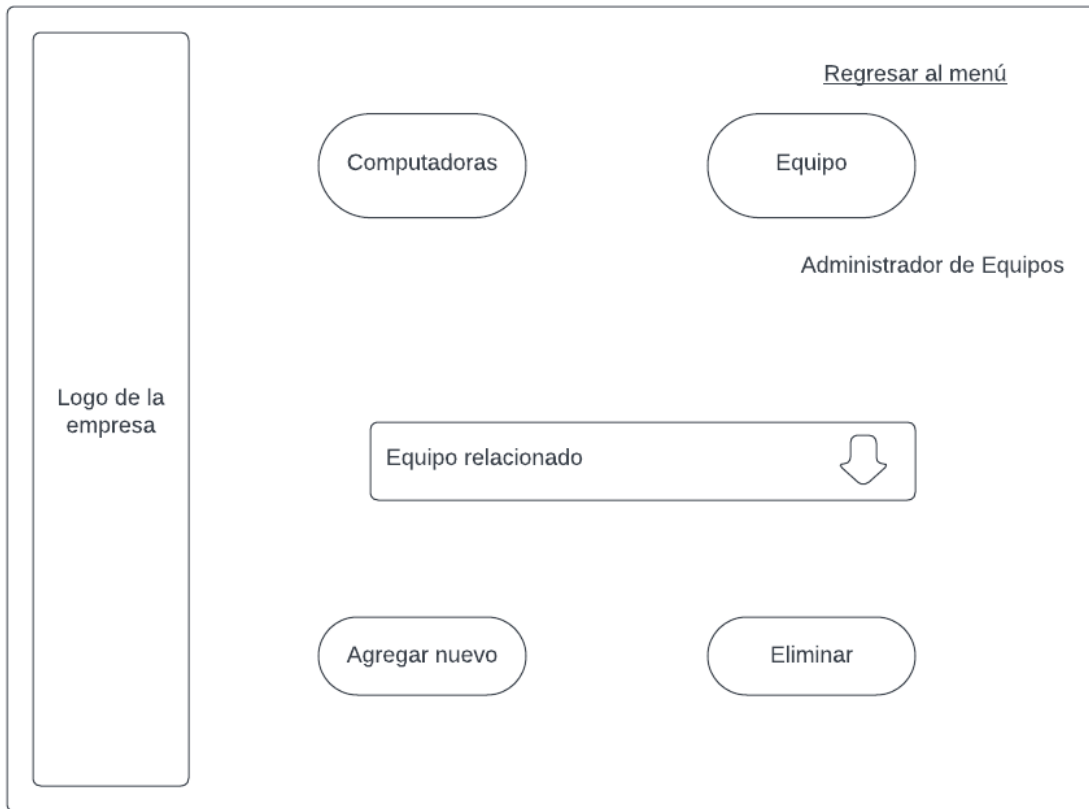 Regresar al menú
Computadoras
Equipo
Administrador de Equipos
Logo de la
empresa
Equipo relacionado
Agregar nuevo
Eliminar